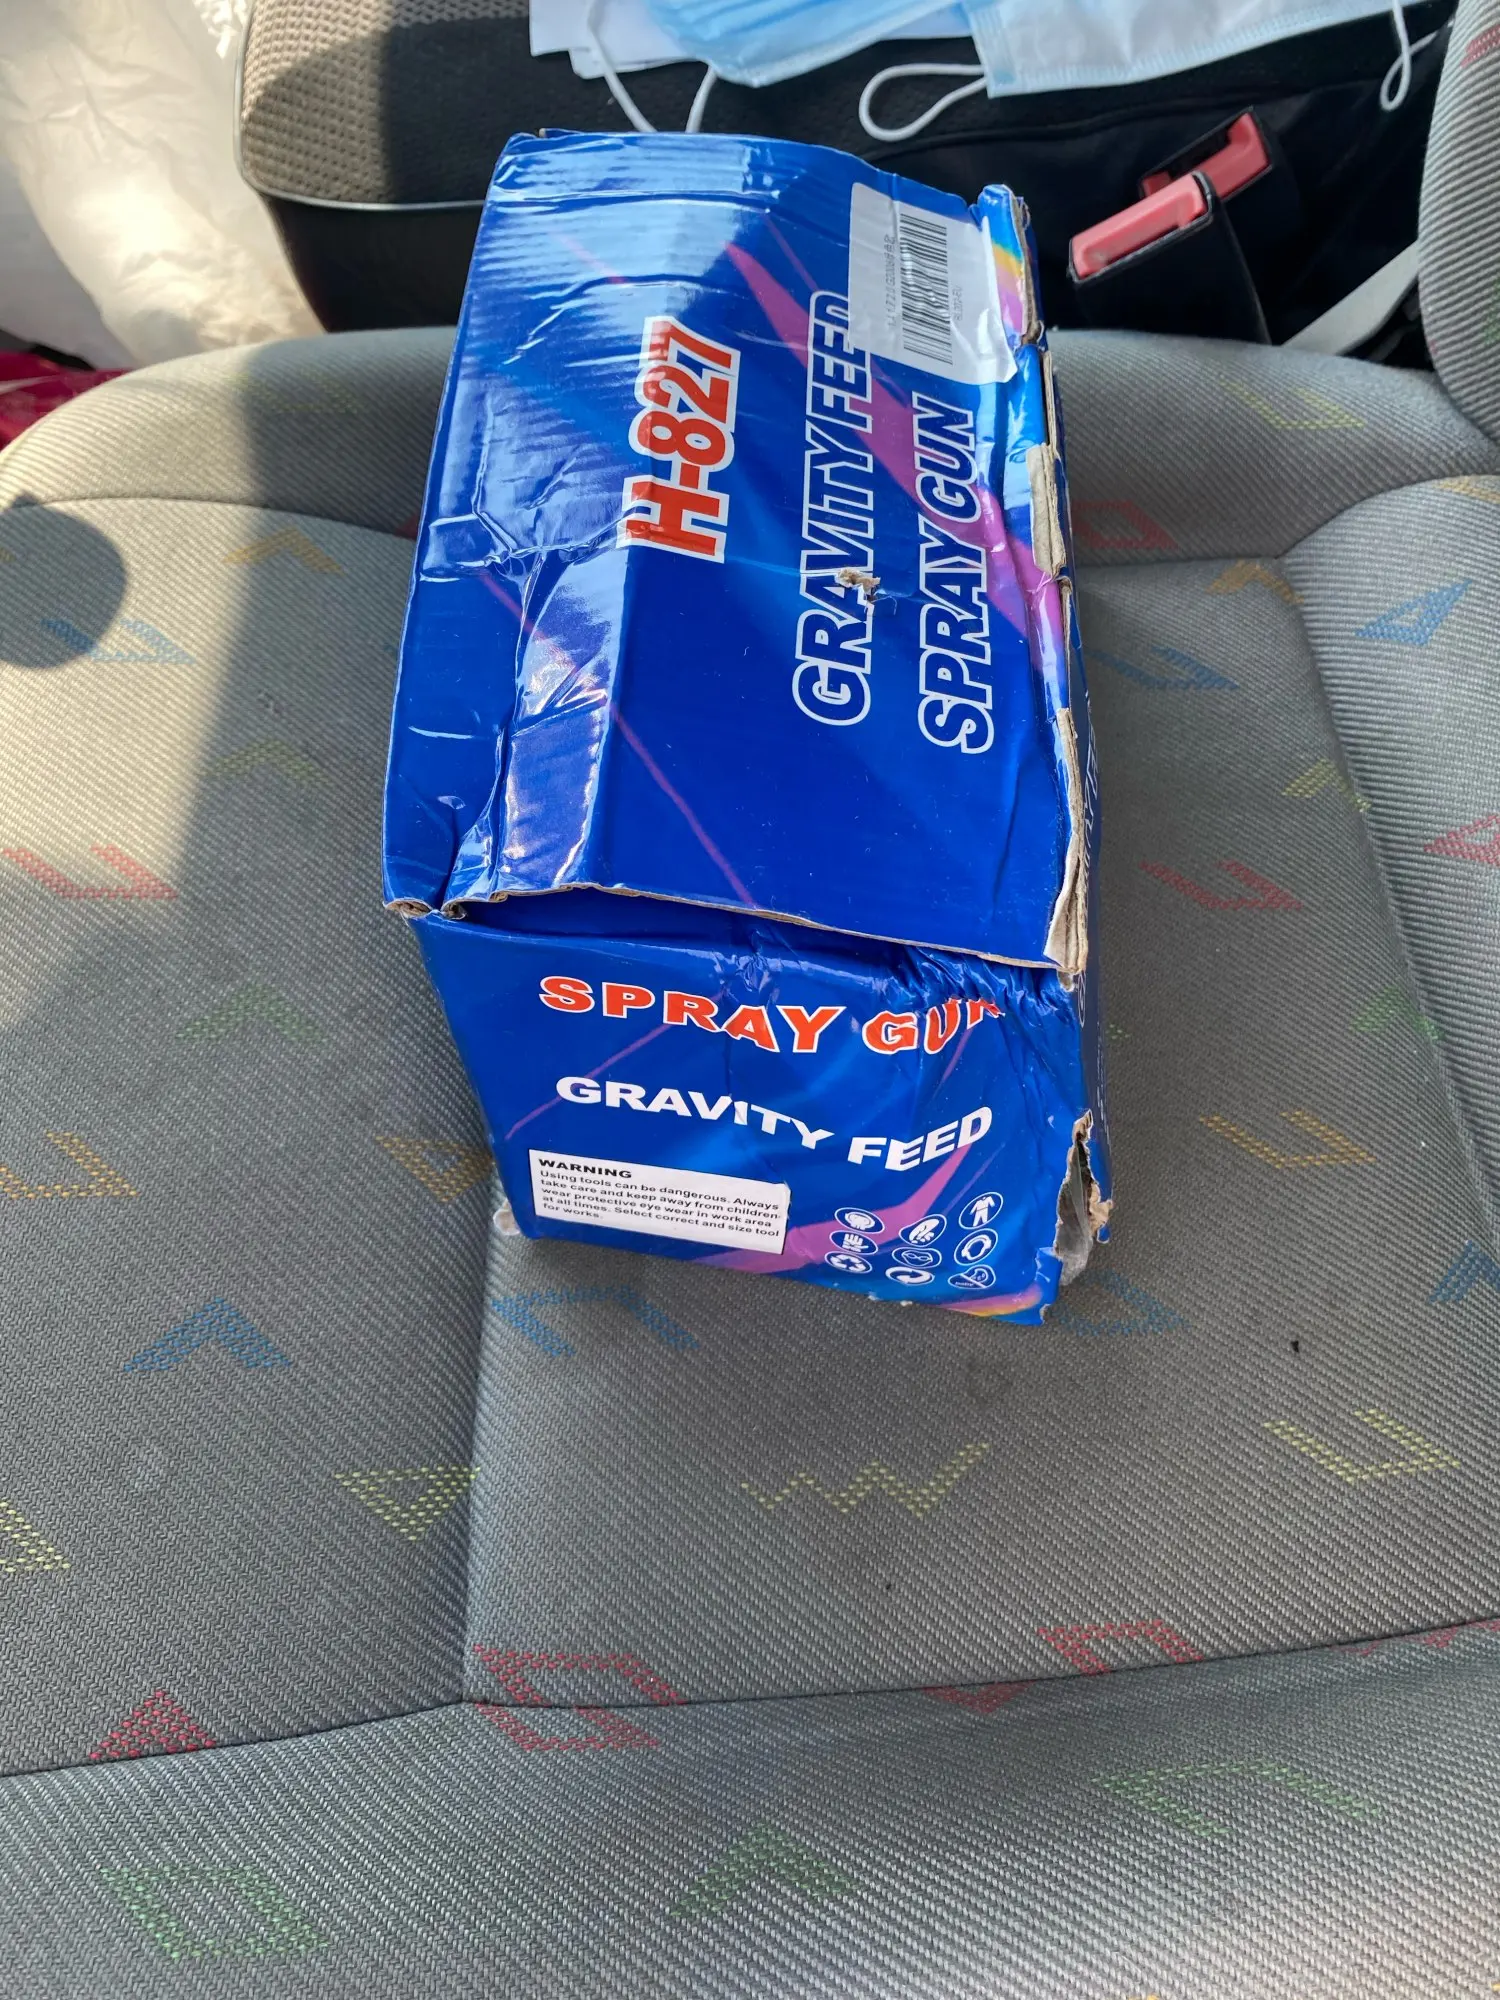 H-827
GRAVITY FEED
SPRAY GUN
SPRAY GUN
GRAVITY FEED
WARNING
Using tools can be dangerous. Always
take care and keep away from children
wear protective eye wear in work area
at all times. Select correct and size tool
for works.